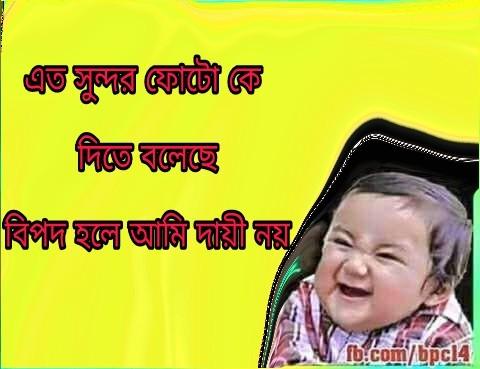 এত সুন্দর ফোটো কে
দিতে বলেছে
বিপদ হলে আমি দায়ী নয়
fb.com/bpcl4